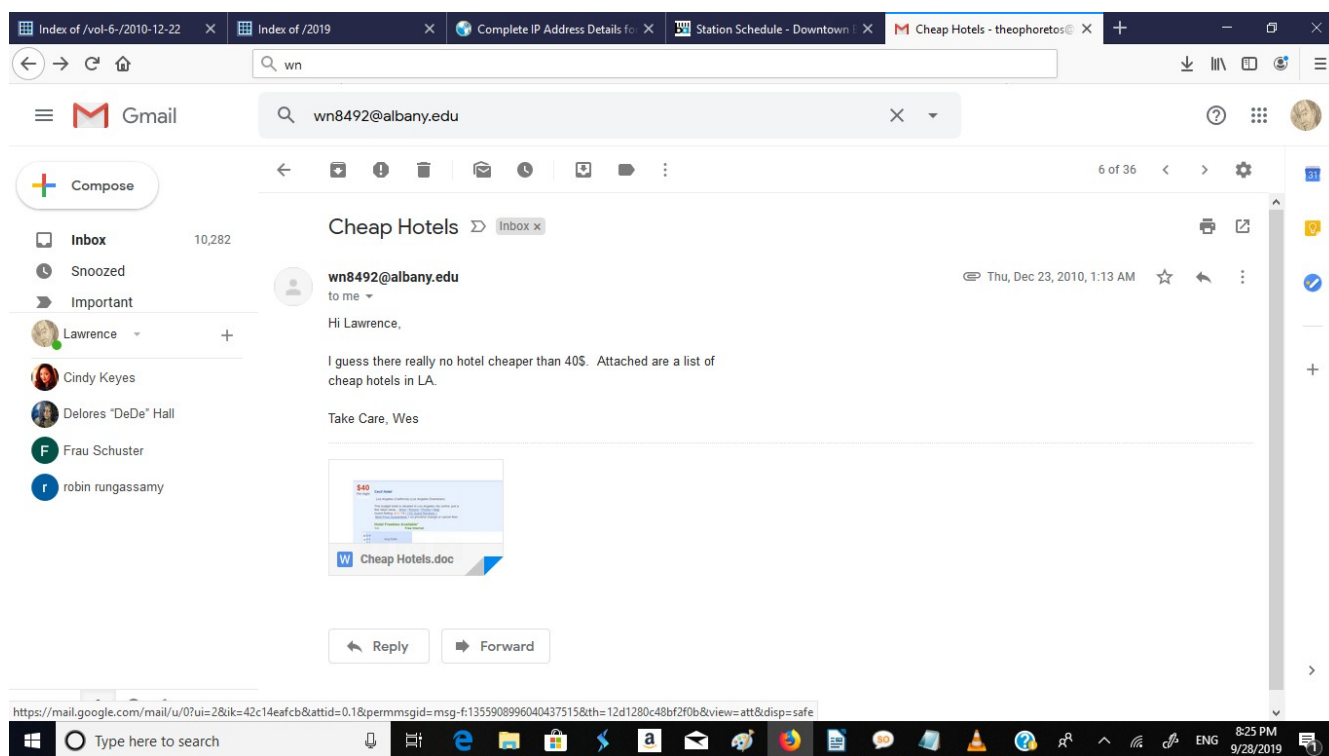 Index of /vol-6-/2010-12-22
Index of /2019
Complete IP Address Details fo
Station Schedule - Downtown
Cheap Hotels - theophoretos@
wn
Gmail
wn8492@albany.edu
Compose
6 of 36
31
Inbox 10,282
Snoozed
Important
Lawrence
Cindy Keyes
Delores "DeDe" Hall
F Frau Schuster
r robin rungassamy
Cheap Hotels Inbox x
wn8492@albany.edu Thu, Dec 23, 2010, 1:13 AM
to me
Hi Lawrence,
I guess there really no hotel cheaper than 40$. Attached are a list of
cheap hotels in LA.
Take Care, Wes
$40
W Cheap Hotels.doc
Reply Forward
https://mail.google.com/mail/u/0?ui=2&ik=42c14eafcb&attid=0.1&permmsgid=msg-f:1355908996040437515&th=12d1280c48bf2f0b&view=att&disp=safe
Type here to search
ENG
8:25 PM
9/28/2019